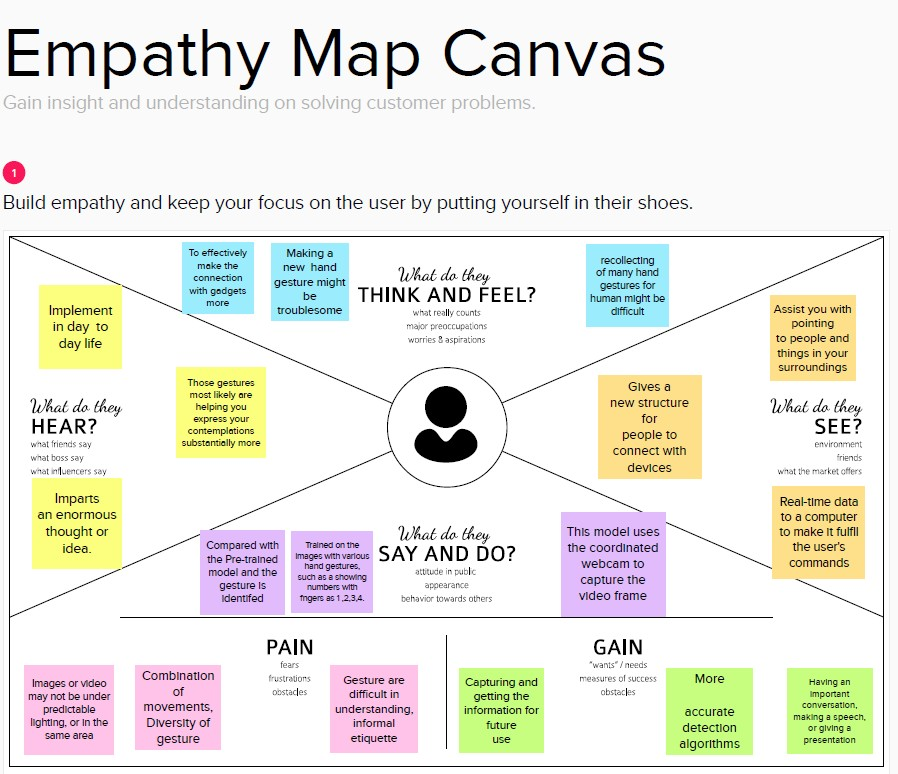 Empathy Map Canvas
Gain insight and understanding on solving customer problems.
1
Build empathy and keep your focus on the user by putting yourself in their shoes.
To effectively
make the
connection
with gadgets
more
Making a
new hand
gesture might
be
troublesome
What do they
THINK AND FEEL?
what really counts
major preoccupations
worries & aspirations
recollecting
of many hand
gestures for
human might be
difficult
Implement
in day to
day life
Those gestures
most likely are
helping you
express your
contemplations
substantially more
What do they
HEAR?
what friends say
what boss say
what influencers say
Imparts
an enormous
thought or
idea.
Assist you with
pointing
to people and
things in your
surroundings
Gives a
new structure
for
people to
connect with
devices
What do they
SEE?
environment
friends
what the market offers
Real-time data
to a computer
to make it fulfil
the user's
commands
Compared with
the Pre-trained
model and the
gesture is
identifed
Trained on the
images with various
hand gestures,
such as a showing
numbers with
fngers as 1,2,3,4.
What do they
SAY AND DO?
attitude in public
appearance
behavior towards others
This model uses
the coordinated
webcam to
capture the
video frame
PAIN
fears
frustrations
obstacles
Images or video
may not be under
predictable
lighting, or in the
same area
Combination
of
movements,
Diversity of
gesture
Gesture are
difficult in
understanding,
informal
etiquette
GAIN
"wants" / needs
measures of success
obstacles
Capturing and
getting the
information for
future
use
More
accurate
detection
algorithms
Having an
important
conversation,
making a speech,
or giving a
presentation